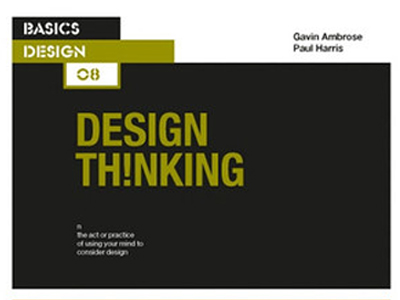 BASICS
DESIGN
08
Gavin Ambrose
Paul Harris
DESIGN
TH!NKING
n
the act or practice
of using your mind to
consider design